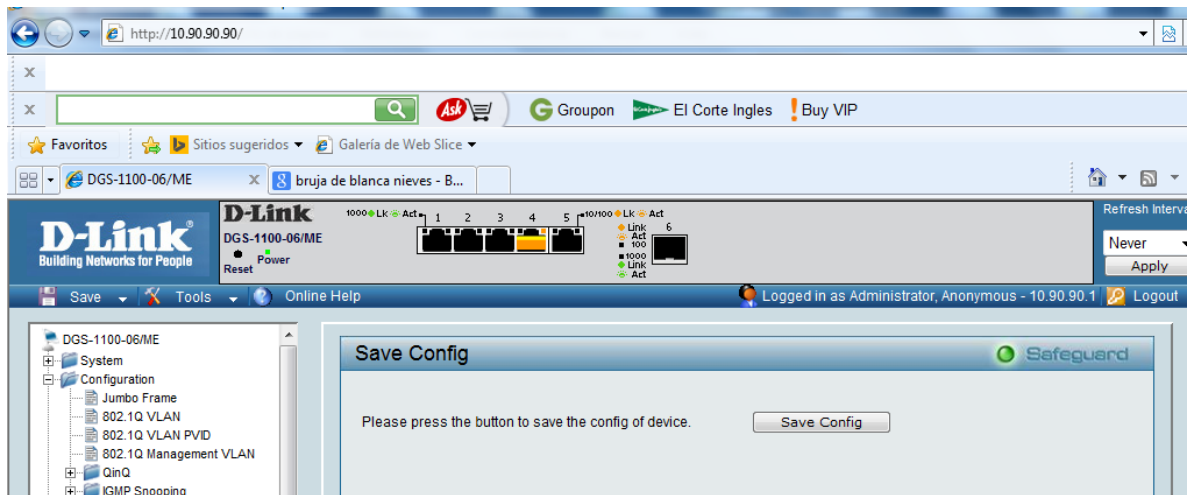 http://10.90.90.90/
x
x Ask Groupon El Corte Ingles Buy VIP
Favoritos Sitios sugeridos Galería de Web Slice
DGS-1100-06/ME x bruja de blanca nieves - B...
D-Link
Building Networks for People
D-Link
DGS-1100-06/ME
Reset Power
1000 Lk Act 1 2 3 4 5 10/100 Lk Act
Link 6
Act
100
1000
Link
Act
Refresh Interva
Never
Apply
Save Tools Online Help Logged in as Administrator, Anonymous - 10.90.90.1 Logout
DGS-1100-06/ME
System
Configuration
Jumbo Frame
802.1Q VLAN
802.1Q VLAN PVID
802.1Q Management VLAN
QinQ
IGMP Snooping
Save Config Safeguard
Please press the button to save the config of device. Save Config